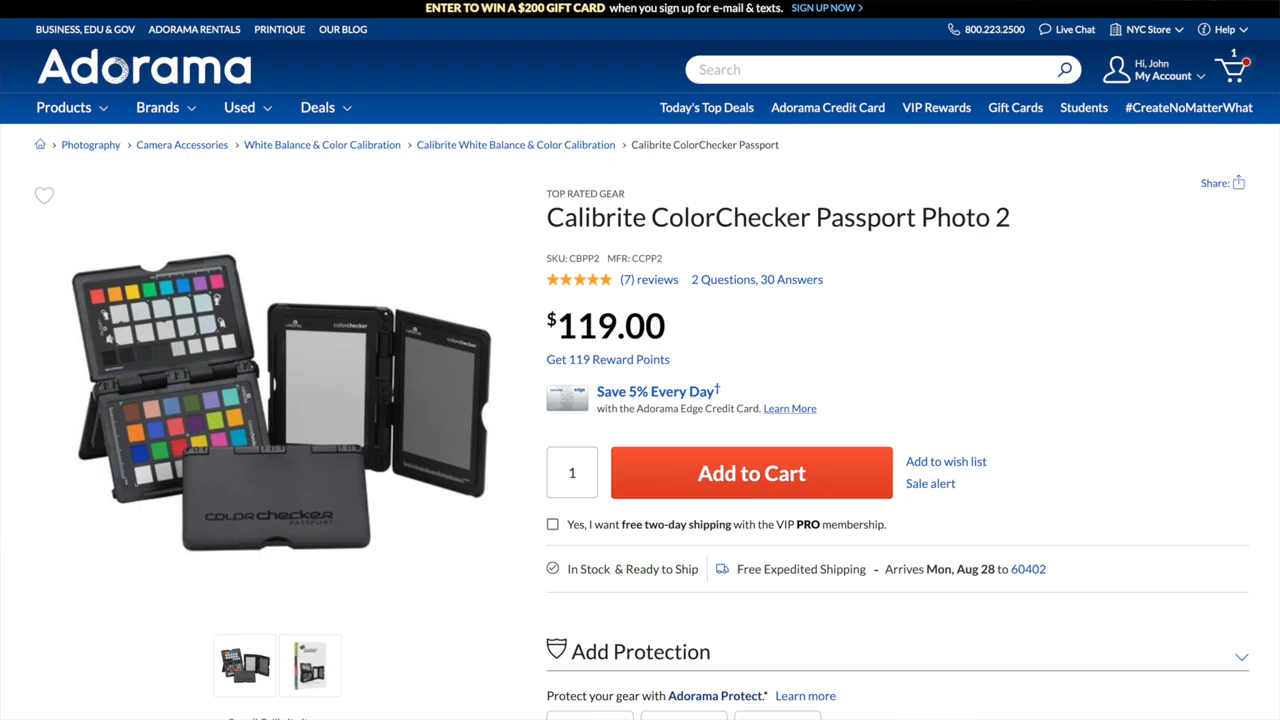 ENTER TO WIN A $200 GIFT CARD when you sign up for e-mail & texts. SIGN UP NOW >
BUSINESS, EDU & GOV ADORAMA RENTALS PRINTIQUE OUR BLOG 800.223.2500 Live Chat NYC Store Help
Adorama Search Hi, John My Account 1
Products Brands Used Deals Today's Top Deals Adorama Credit Card VIP Rewards Gift Cards Students #CreateNoMatterWhat
> Photography > Camera Accessories > White Balance & Color Calibration > Calibrite White Balance & Color Calibration > Calibrite ColorChecker Passport
Share:
TOP RATED GEAR
Calibrite ColorChecker Passport Photo 2
SKU: CBPP2 MFR: CCPP2
(7) reviews 2 Questions, 30 Answers
$119.00
Get 119 Reward Points
Save 5% Every Day†
with the Adorama Edge Credit Card. Learn More
1 Add to Cart Add to wish list
Sale alert
Yes, I want free two-day shipping with the VIP PRO membership.
In Stock & Ready to Ship Free Expedited Shipping - Arrives Mon, Aug 28 to 60402
Add Protection
Protect your gear with Adorama Protect.* Learn more
colorchecker
colorchecker
colorchecker
PASSPORT